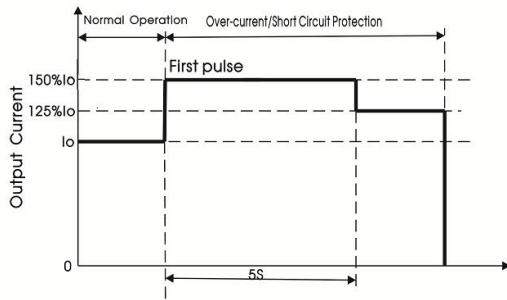 Normal Operation
Over-current/Short Circuit Protection
First pulse
150%Io
125%Io
Io
0
Output Current
5S